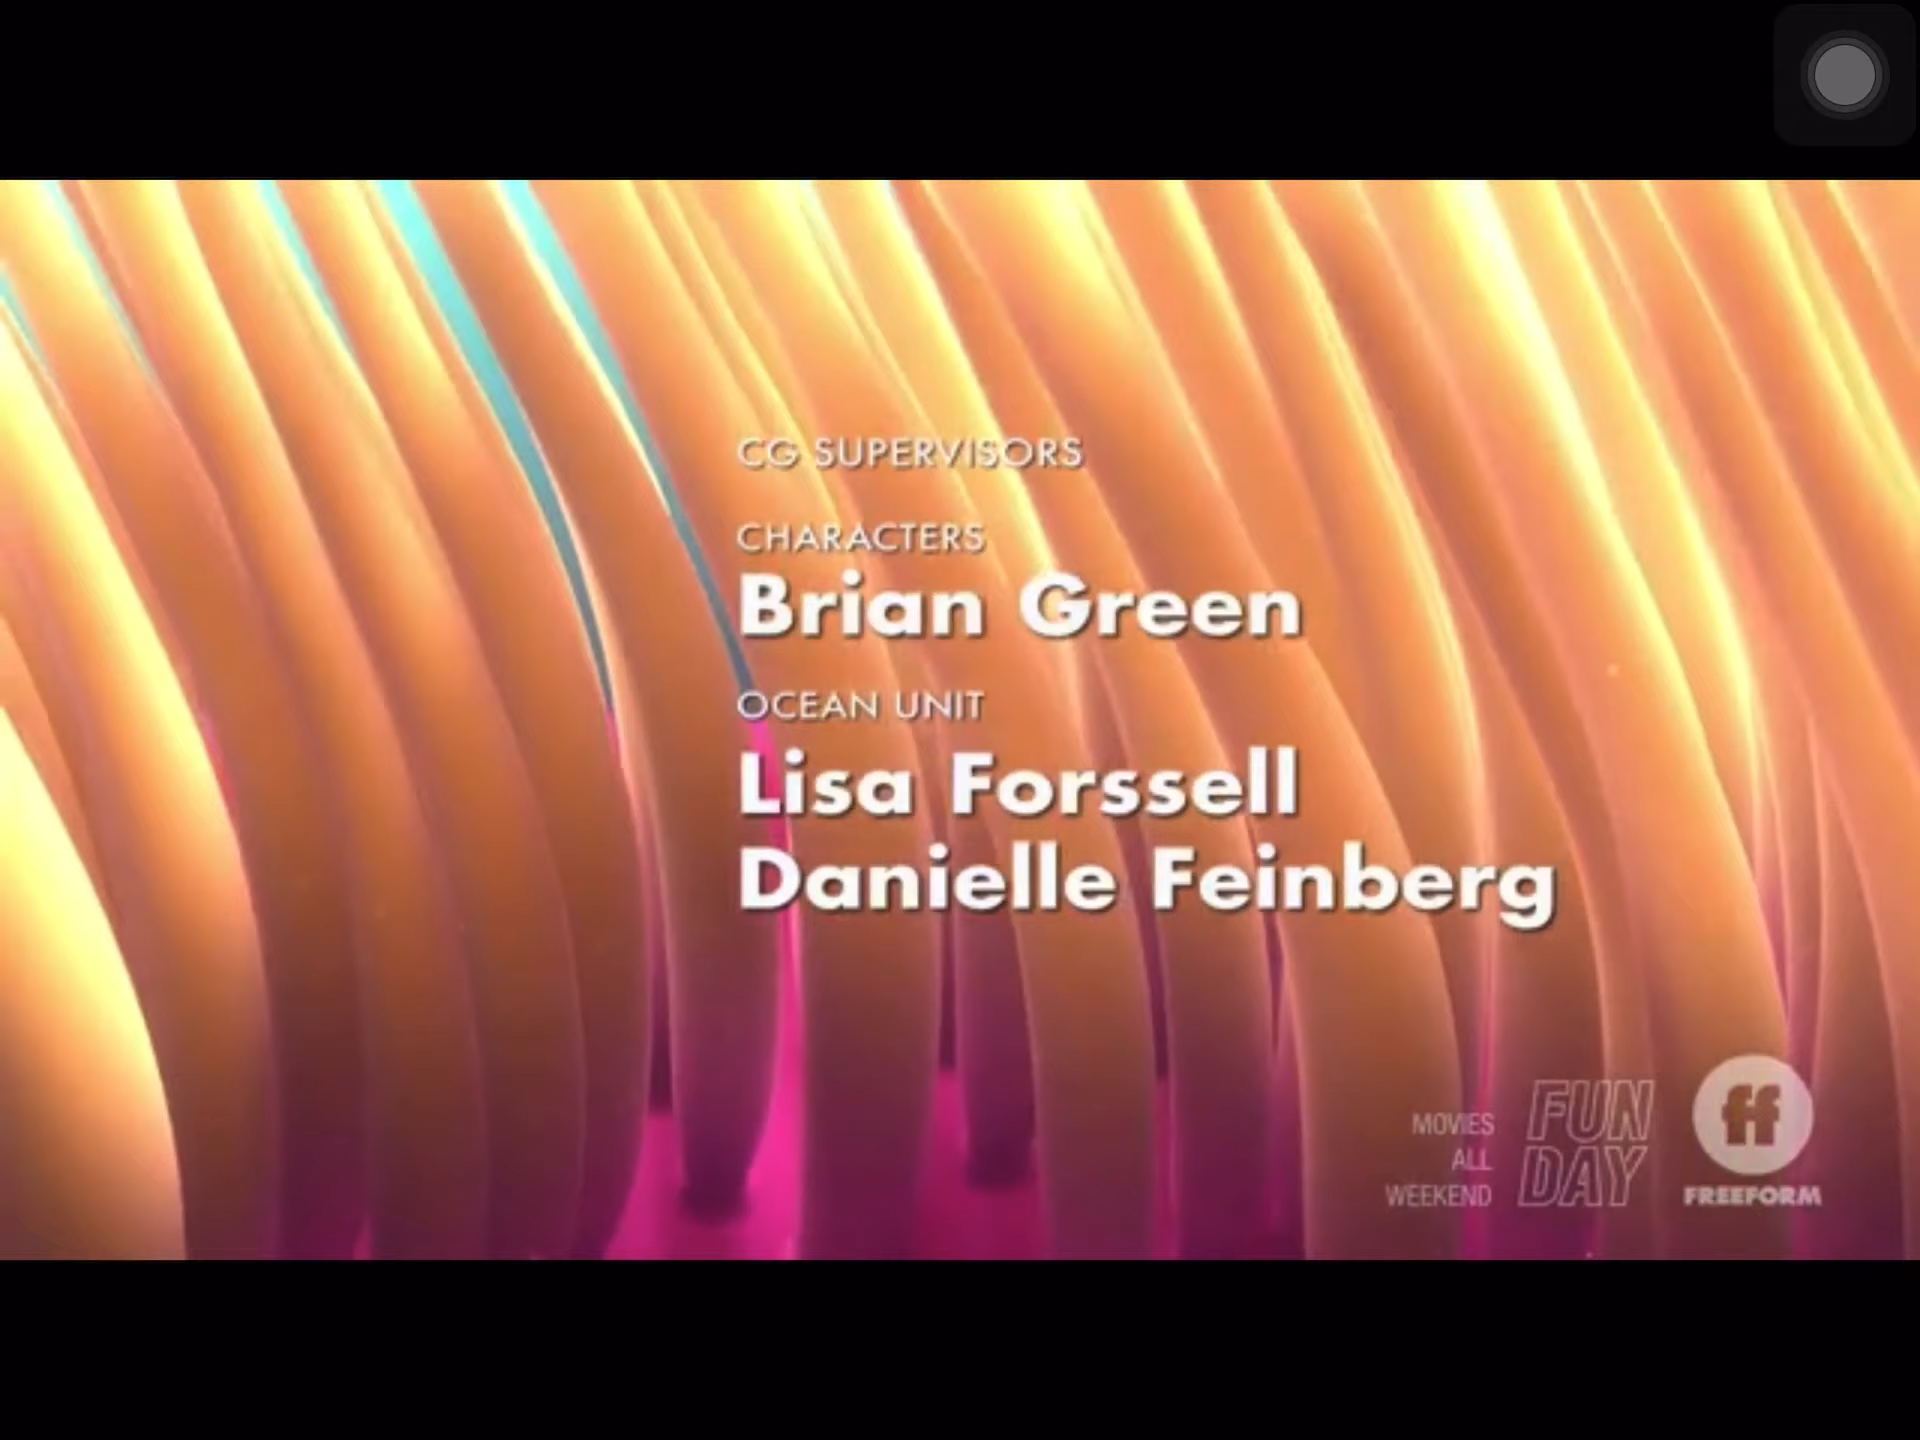 CG SUPERVISORS
CHARACTERS
Brian Green
OCEAN UNIT
Lisa Forssell
Danielle Feinberg
MOVIES
ALL
WEEKEND
FUN
DAY
ff
FREEFORM